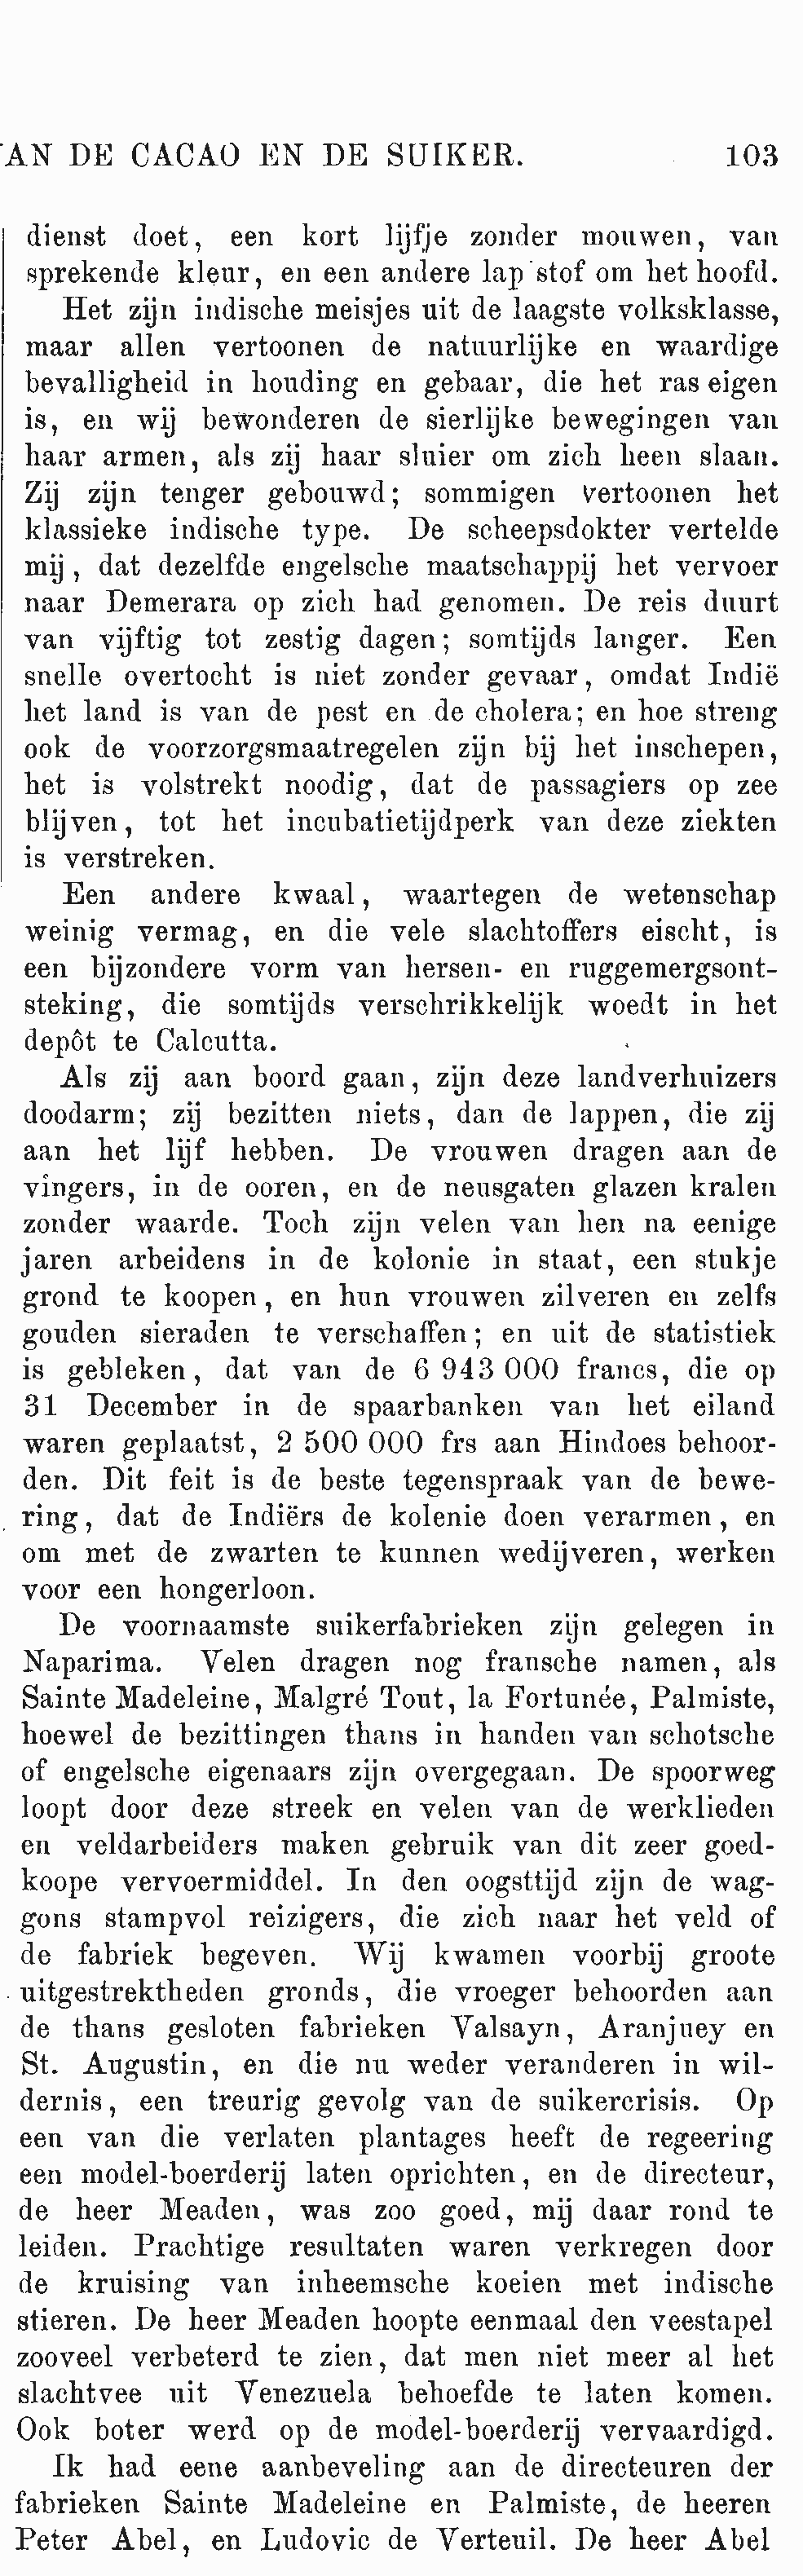 VAN DE CACAO EN DE SUIKER. 103
dienst doet, een kort lijfje zonder mouwen, van
sprekende kleur, en een andere lap stof om het hoofd.
Het zijn indische meisjes uit de laagste volksklasse,
maar allen vertoonen de natuurlijke en waardige
bevalligheid in houding en gebaar, die het ras eigen
is, en wij bewonderen de sierlijke bewegingen van
haar armen, als zij haar sluier om zich heen slaan.
Zij zijn tenger gebouwd; sommigen vertoonen het
klassieke indische type. De scheepsdokter vertelde
mij, dat dezelfde engelsche maatschappij het vervoer
naar Demerara op zich had genomen. De reis duurt
van vijftig tot zestig dagen; somtijds langer. Een
snelle overtocht is niet zonder gevaar, omdat Indië
het land is van de pest en de cholera; en hoe streng
ook de voorzorgsmaatregelen zijn bij het inschepen,
het is volstrekt noodig, dat de passagiers op zee
blijven, tot het incubatietijdperk van deze ziekten
is verstreken.
Een andere kwaal, waartegen de wetenschap
weinig vermag, en die vele slachtoffers eischt, is
een bijzondere vorm van hersen- en ruggemergsont-
steking, die somtijds verschrikkelijk woedt in het
depôt te Calcutta.
Als zij aan boord gaan, zijn deze landverhuizers
doodarm; zij bezitten niets, dan de lappen, die zij
aan het lijf hebben. De vrouwen dragen aan de
vingers, in de ooren, en de neusgaten glazen kralen
zonder waarde. Toch zijn velen van hen na eenige
jaren arbeidens in de kolonie in staat, een stukje
grond te koopen, en hun vrouwen zilveren en zelfs
gouden sieraden te verschaffen; en uit de statistiek
is gebleken, dat van de 6 943 000 francs, die op
31 December in de spaarbanken van het eiland
waren geplaatst, 2 500 000 frs aan Hindoes behoor-
den. Dit feit is de beste tegenspraak van de bewe-
ring, dat de Indiërs de kolenie doen verarmen, en
om met de zwarten te kunnen wedijveren, werken
voor een hongerloon.
De voornaamste suikerfabrieken zijn gelegen in
Naparima. Velen dragen nog fransche namen, als
Sainte Madeleine, Malgré Tout, la Fortunée, Palmiste,
hoewel de bezittingen thans in handen van schotsche
of engelsche eigenaars zijn overgegaan. De spoorweg
loopt door deze streek en velen van de werklieden
en veldarbeiders maken gebruik van dit zeer goed-
koope vervoermiddel. In den oogsttijd zijn de wag-
gons stampvol reizigers, die zich naar het veld of
de fabriek begeven. Wij kwamen voorbij groote
uitgestrektheden gronds, die vroeger behoorden aan
de thans gesloten fabrieken Valsayn, Aranjuey en
St. Augustin, en die nu weder veranderen in wil-
dernis, een treurig gevolg van de suikercrisis. Op
een van die verlaten plantages heeft de regeering
een model-boerderij laten oprichten, en de directeur,
de heer Meaden, was zoo goed, mij daar rond te
leiden. Prachtige resultaten waren verkregen door
de kruising van inheemsche koeien met indische
stieren. De heer Meaden hoopte eenmaal den veestapel
zooveel verbeterd te zien, dat men niet meer al het
slachtvee uit Venezuela behoefde te laten komen.
Ook boter werd op de model-boerderij vervaardigd.
Ik had eene aanbeveling aan de directeuren der
fabrieken Sainte Madeleine en Palmiste, de heeren
Peter Abel, en Ludovic de Verteuil. De heer Abel